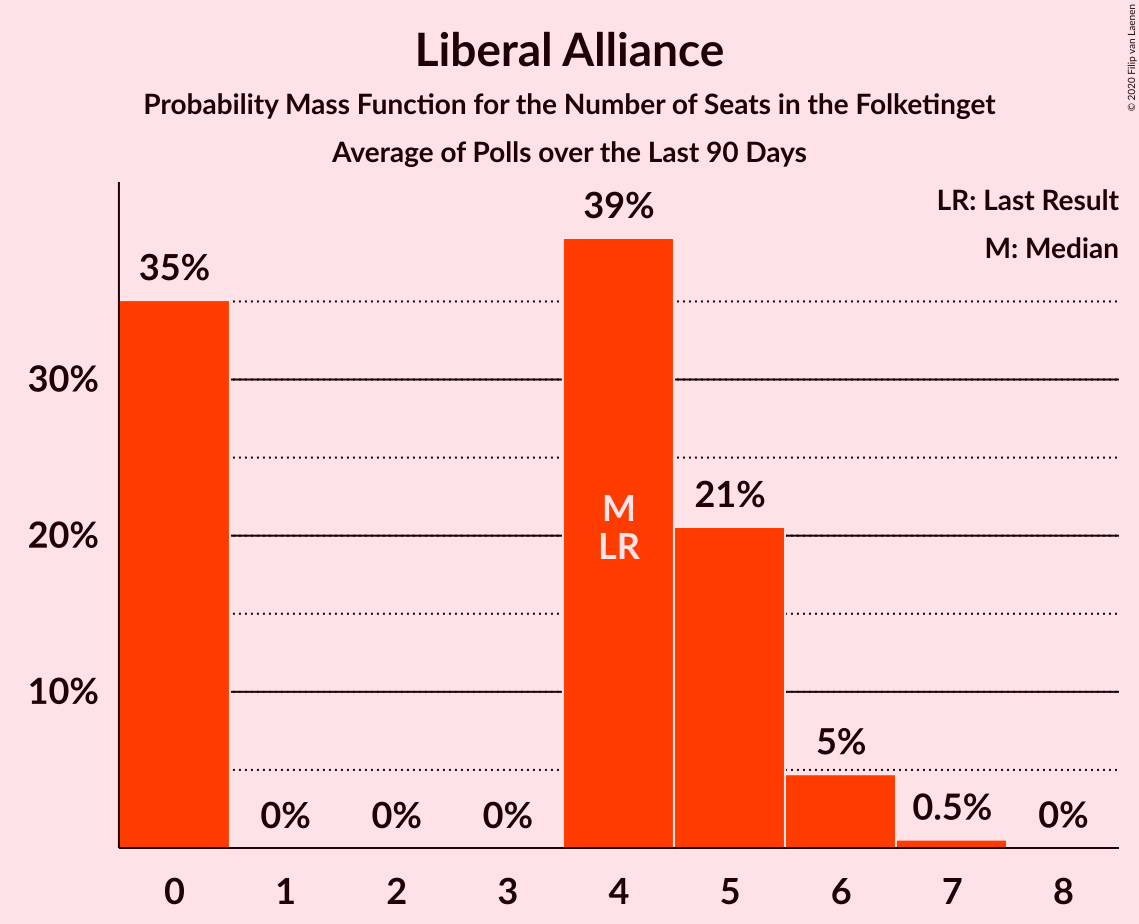 Liberal Alliance
Probability Mass Function for the Number of Seats in the Folketinget
Average of Polls over the Last 90 Days
© 2020 Filip van Laenen
LR: Last Result
M: Median
39%
35%
30%
M
LR
21%
20%
10%
5%
0%
0%
0%
0.5%
0%
0
1
2
3
4
5
6
7
8